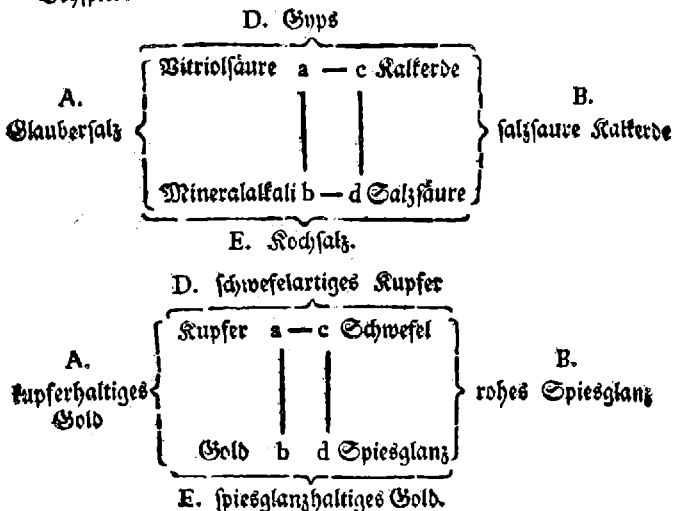 D. Gyps
Vitriolsäure a — c Kalkerde
A.
B.
Glaubersalz
salzsaure Kalkerde
Mineralalkali b — d Salzsäure
E. Kochsalz.
D. schwefelartiges Kupfer
Kupfer a — c Schwefel
A.
B.
kupferhaltiges
rohes Spiesglanz
Gold
Gold b d Spiesglanz
E. spiesglanzhaltiges Gold.